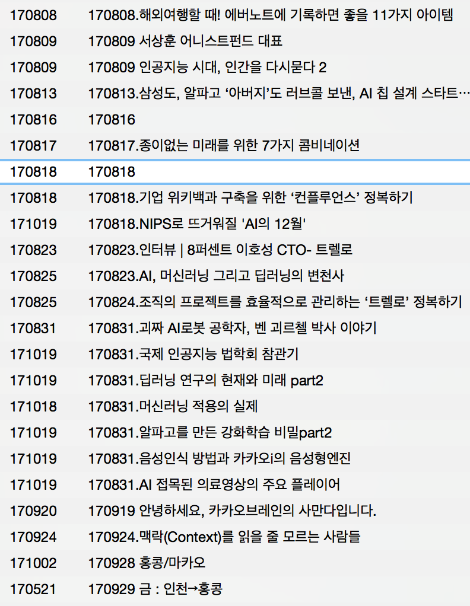 170808 170808.해외여행할 때! 에버노트에 기록하면 좋을 11가지 아이템
170809 170809 서상훈 어니스트펀드 대표
170809 170809 인공지능 시대, 인간을 다시묻다 2
170813 170813.삼성도, 알파고 ‘아버지’도 러브콜 보낸, AI 칩 설계 스타트…
170816 170816
170817 170817.종이없는 미래를 위한 7가지 콤비네이션
170818 170818
170818 170818.기업 위키백과 구축을 위한 ‘컨플루언스’ 정복하기
171019 170818.NIPS로 뜨거워질 'AI의 12월'
170823 170823.인터뷰 | 8퍼센트 이호성 CTO- 트렐로
170825 170823.AI, 머신러닝 그리고 딥러닝의 변천사
170825 170824.조직의 프로젝트를 효율적으로 관리하는 ‘트렐로’ 정복하기
170831 170831.괴짜 AI로봇 공학자, 벤 괴르첼 박사 이야기
171019 170831.국제 인공지능 법학회 참관기
171019 170831.딥러닝 연구의 현재와 미래 part2
171018 170831.머신러닝 적용의 실제
171019 170831.알파고를 만든 강화학습 비밀part2
171019 170831.음성인식 방법과 카카오i의 음성형엔진
171019 170831.AI 접목된 의료영상의 주요 플레이어
170920 170919 안녕하세요, 카카오브레인의 사만다입니다.
170924 170924.맥락(Context)를 읽을 줄 모르는 사람들
171002 170928 홍콩/마카오
170521 170929 금 : 인천→홍콩